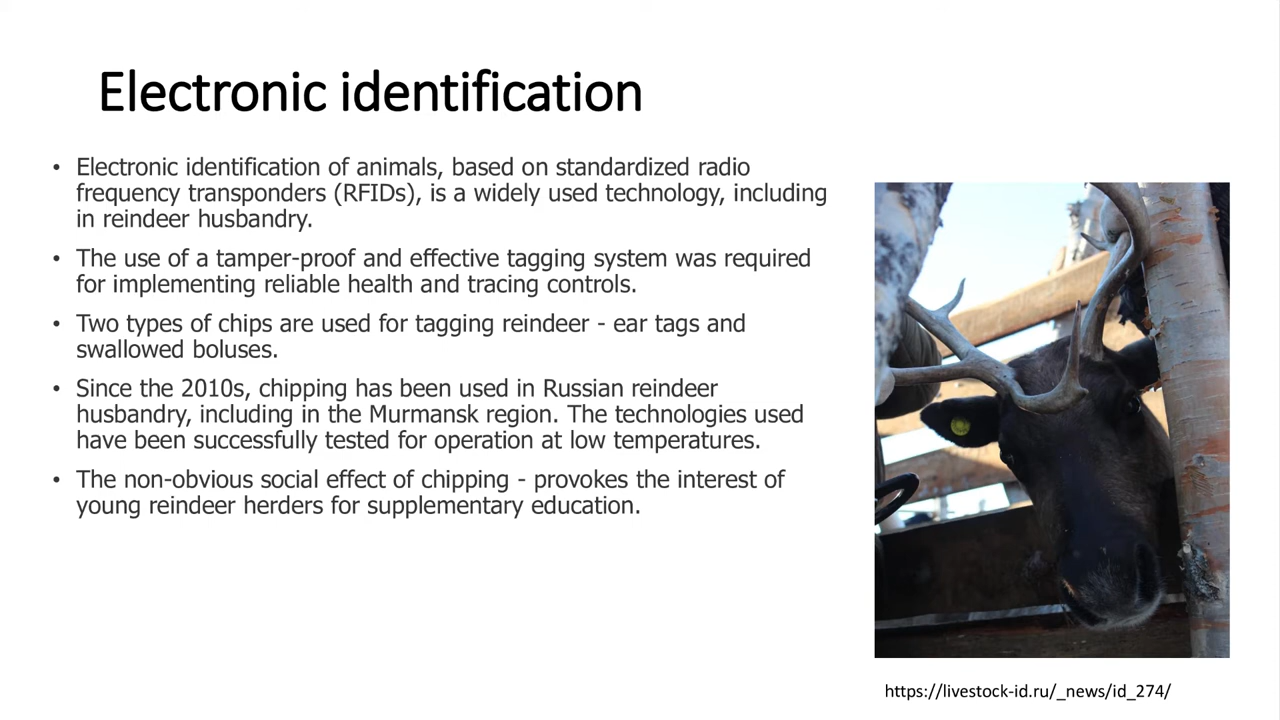 Electronic identification
• Electronic identification of animals, based on standardized radio
frequency transponders (RFIDs), is a widely used technology, including
in reindeer husbandry.
• The use of a tamper-proof and effective tagging system was required
for implementing reliable health and tracing controls.
• Two types of chips are used for tagging reindeer - ear tags and
swallowed boluses.
• Since the 2010s, chipping has been used in Russian reindeer
husbandry, including in the Murmansk region. The technologies used
have been successfully tested for operation at low temperatures.
• The non-obvious social effect of chipping - provokes the interest of
young reindeer herders for supplementary education.
https://livestock-id.ru/_news/id_274/